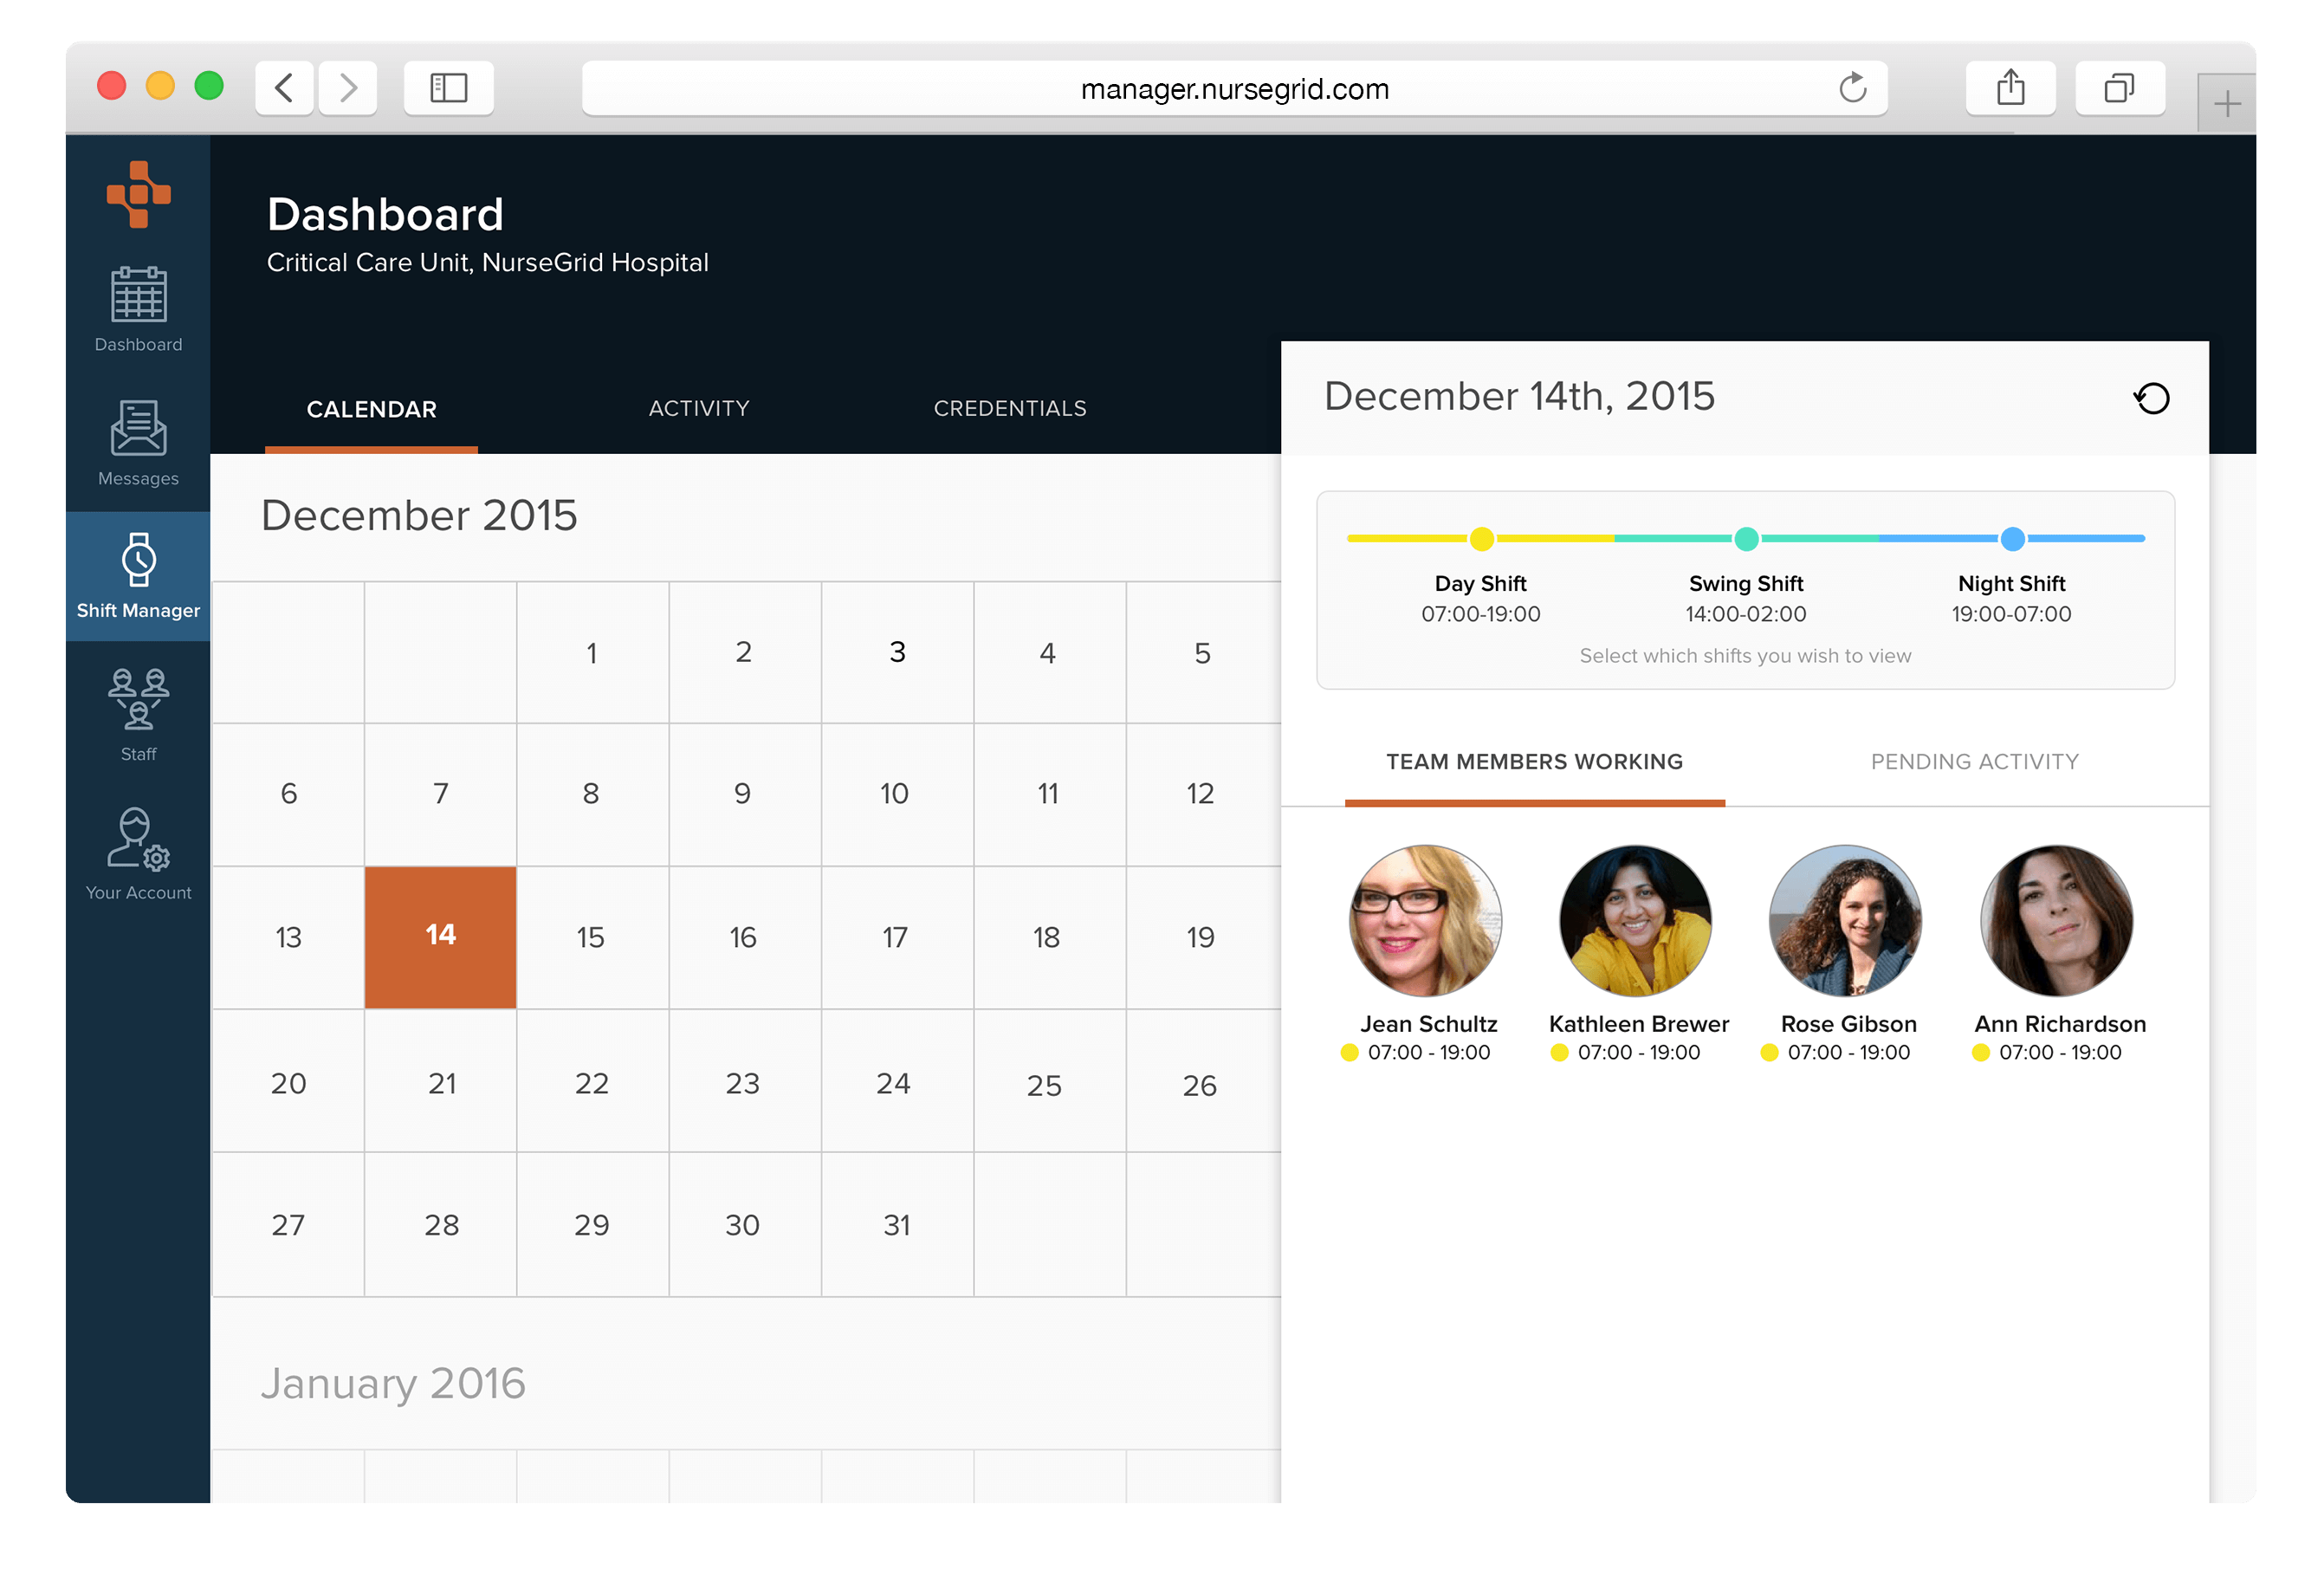 manager.nursegrid.com
Dashboard
Critical Care Unit, NurseGrid Hospital
Dashboard
Messages
Shift Manager
Staff
Your Account
CALENDAR ACTIVITY CREDENTIALS
December 2015
1 2 3 4 5
6 7 8 9 10 11 12
13 14 15 16 17 18 19
20 21 22 23 24 25 26
27 28 29 30 31
January 2016
December 14th, 2015
Day Shift Swing Shift Night Shift
07:00-19:00 14:00-02:00 19:00-07:00
Select which shifts you wish to view
TEAM MEMBERS WORKING PENDING ACTIVITY
Jean Schultz Kathleen Brewer Rose Gibson Ann Richardson
07:00 - 19:00 07:00 - 19:00 07:00 - 19:00 07:00 - 19:00